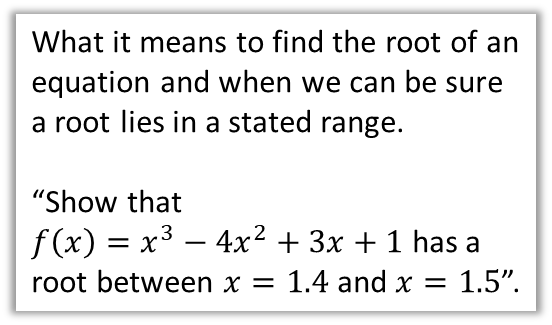 What it means to find the root of an
equation and when we can be sure
a root lies in a stated range.
“Show that
f(x) = x³ − 4x² + 3x + 1 has a
root between x = 1.4 and x = 1.5”.